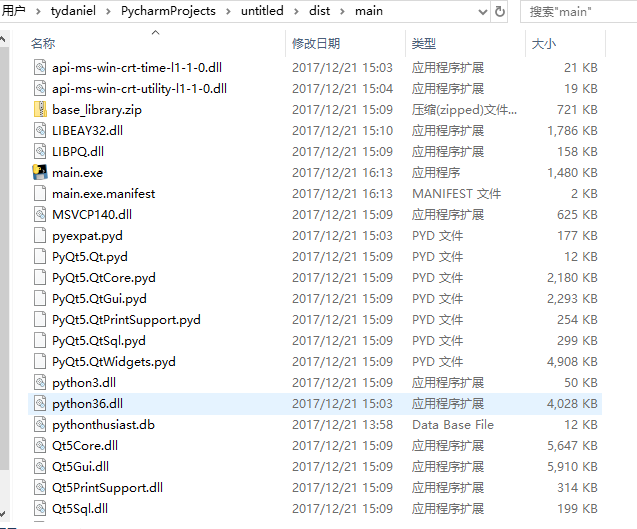 用户 > tydaniel > PycharmProjects > untitled > dist > main 搜索"main"
名称 修改日期 类型 大小
api-ms-win-crt-time-l1-1-0.dll 2017/12/21 15:03 应用程序扩展 21 KB
api-ms-win-crt-utility-l1-1-0.dll 2017/12/21 15:04 应用程序扩展 19 KB
base_library.zip 2017/12/21 15:09 压缩(zipped)文件... 721 KB
LIBEAY32.dll 2017/12/21 15:10 应用程序扩展 1,786 KB
LIBPQ.dll 2017/12/21 15:09 应用程序扩展 158 KB
main.exe 2017/12/21 16:13 应用程序 1,480 KB
main.exe.manifest 2017/12/21 16:13 MANIFEST 文件 2 KB
MSVCP140.dll 2017/12/21 15:09 应用程序扩展 625 KB
pyexpat.pyd 2017/12/21 15:03 PYD 文件 177 KB
PyQt5.Qt.pyd 2017/12/21 15:09 PYD 文件 12 KB
PyQt5.QtCore.pyd 2017/12/21 15:09 PYD 文件 2,180 KB
PyQt5.QtGui.pyd 2017/12/21 15:09 PYD 文件 2,293 KB
PyQt5.QtPrintSupport.pyd 2017/12/21 15:09 PYD 文件 254 KB
PyQt5.QtSql.pyd 2017/12/21 15:09 PYD 文件 299 KB
PyQt5.QtWidgets.pyd 2017/12/21 15:09 PYD 文件 4,908 KB
python3.dll 2017/12/21 15:09 应用程序扩展 50 KB
python36.dll 2017/12/21 15:03 应用程序扩展 4,028 KB
pythonthusiast.db 2017/12/21 13:58 Data Base File 12 KB
Qt5Core.dll 2017/12/21 15:09 应用程序扩展 5,647 KB
Qt5Gui.dll 2017/12/21 15:09 应用程序扩展 5,910 KB
Qt5PrintSupport.dll 2017/12/21 15:09 应用程序扩展 314 KB
Qt5Sql.dll 2017/12/21 15:09 应用程序扩展 199 KB